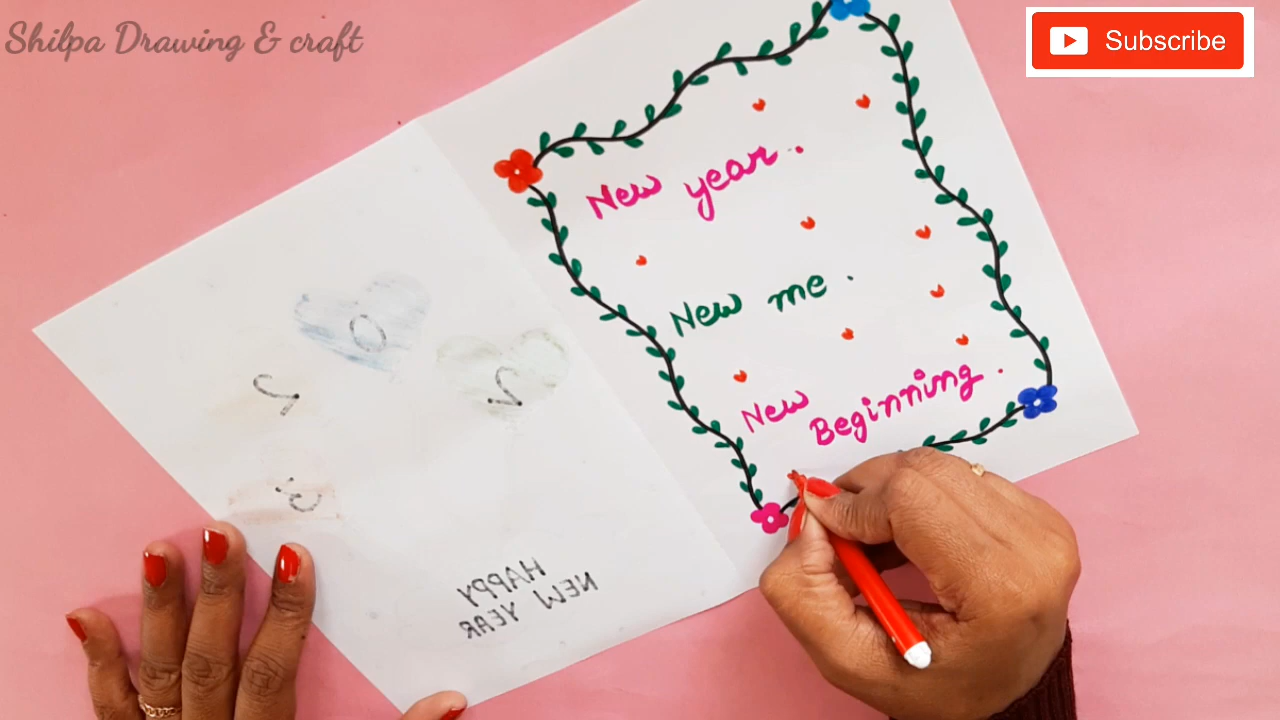 Shilpa Drawing & craft
Subscribe
New year.
New me.
New
Beginning.
HAPPY
NEW YEAR